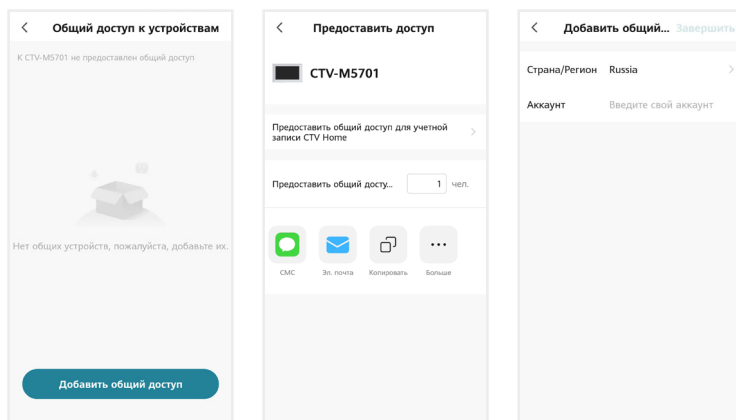 Общий доступ к устройствам
К CTV-M5701 не предоставлен общий доступ
Нет общих устройств, пожалуйста, добавьте их.
Добавить общий доступ
Предоставить доступ
CTV-M5701
Предоставить общий доступ для учетной
записи CTV Home
Предоставить общий досту... 1 чел.
СМС Эл. почта Копировать Больше
Добавить общий... Завершить
Страна/Регион Russia
Аккаунт Введите свой аккаунт